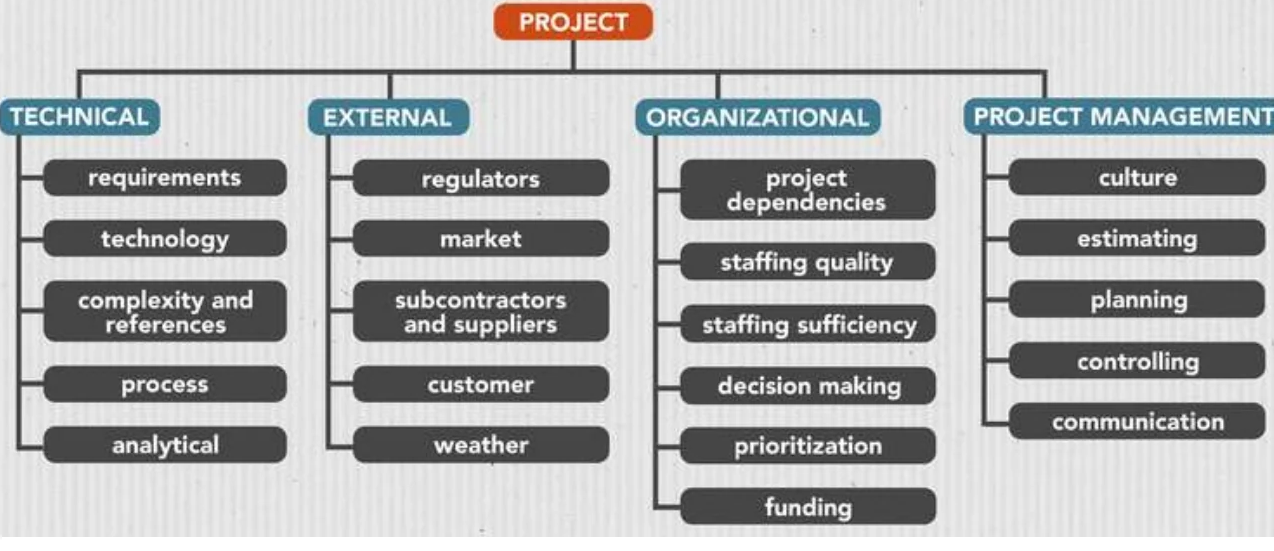 PROJECT
TECHNICAL
requirements
technology
complexity and
references
process
analytical
EXTERNAL
regulators
market
subcontractors
and suppliers
customer
weather
ORGANIZATIONAL
project
dependencies
staffing quality
staffing sufficiency
decision making
prioritization
funding
PROJECT MANAGEMENT
culture
estimating
planning
controlling
communication